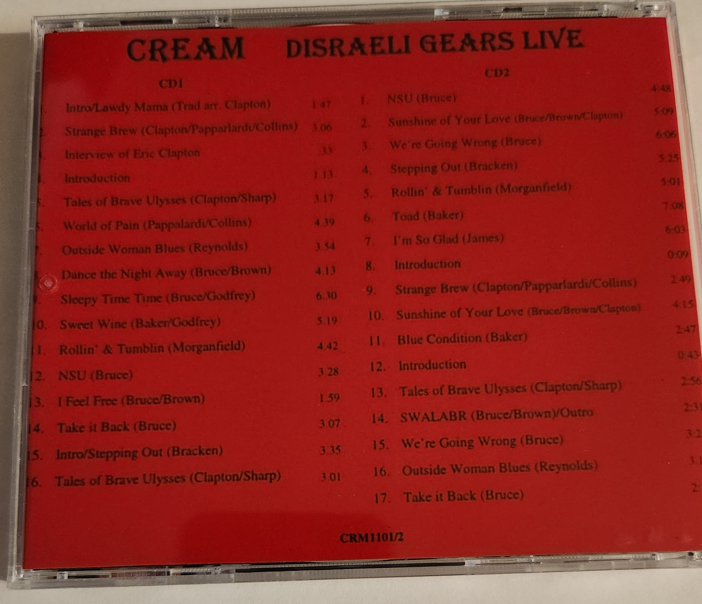 CREAM DISRAELI GEARS LIVE
CD1
Intro/Lawdy Mama (Trad arr. Clapton) 1.47
Strange Brew (Clapton/Papparlardi/Collins) 3.06
Interview of Eric Clapton .33
Introduction 1.13
Tales of Brave Ulysses (Clapton/Sharp) 3.17
World of Pain (Pappalardi/Collins) 4.39
Outside Woman Blues (Reynolds) 3.54
Dance the Night Away (Bruce/Brown) 4.13
Sleepy Time Time (Bruce/Godfrey) 6.30
0. Sweet Wine (Baker/Godfrey) 5.19
1. Rollin' & Tumblin (Morganfield) 4.42
12. NSU (Bruce) 3.28
13. I Feel Free (Bruce/Brown) 1.59
14. Take it Back (Bruce) 3.07
15. Intro/Stepping Out (Bracken) 3.35
6. Tales of Brave Ulysses (Clapton/Sharp) 3.01
CD2
1. NSU (Bruce) 4:48
2. Sunshine of Your Love (Bruce/Brown/Clapton) 5:09
3. We're Going Wrong (Bruce) 6:06
4. Stepping Out (Bracken) 5:25
5. Rollin' & Tumblin (Morganfield) 5:01
6. Toad (Baker) 7:08
7. I'm So Glad (James) 6:03
8. Introduction 0:09
9. Strange Brew (Clapton/Papparlardi/Collins) 2:49
10. Sunshine of Your Love (Bruce/Brown/Clapton) 4:15
11. Blue Condition (Baker) 2:47
12. Introduction 0:43
13. Tales of Brave Ulysses (Clapton/Sharp) 2:56
14. SWALABR (Bruce/Brown)/Outro
15. We're Going Wrong (Bruce)
16. Outside Woman Blues (Reynolds)
17. Take it Back (Bruce)
CRM1101/2